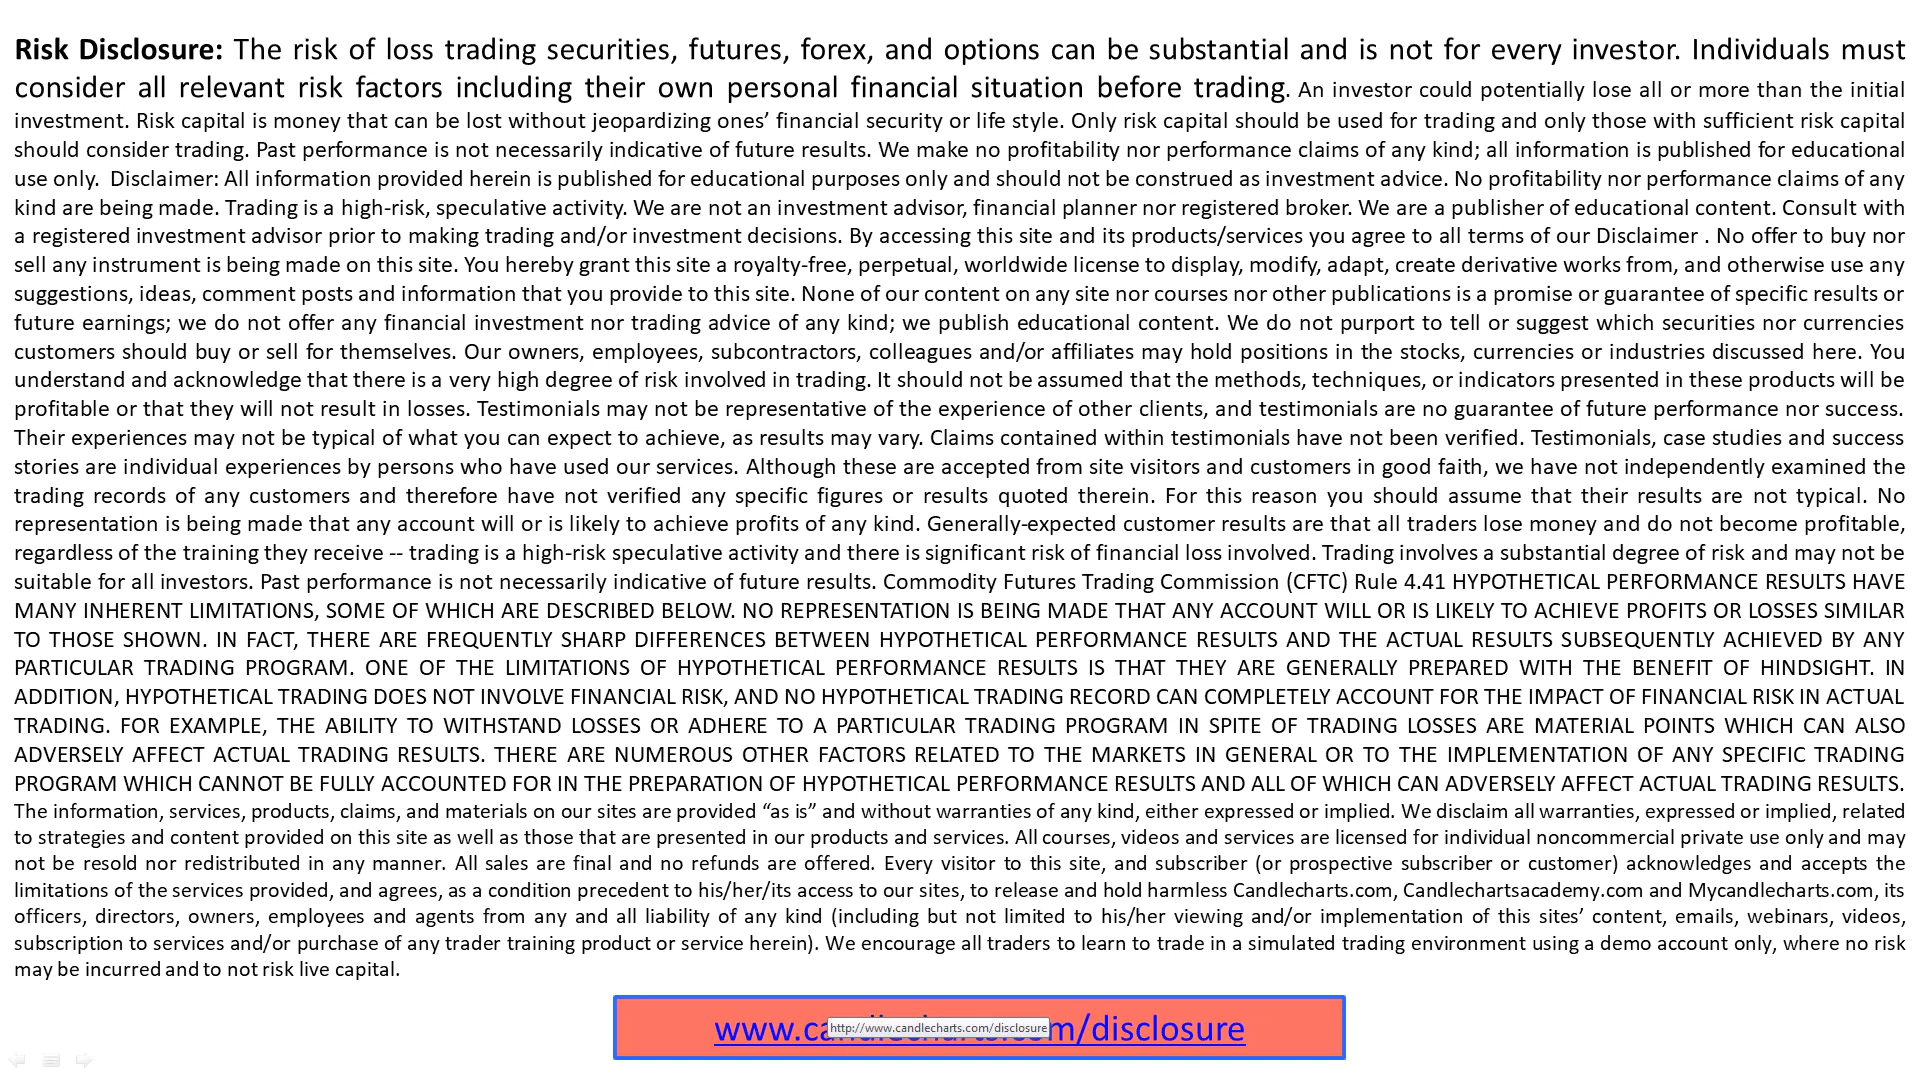 Risk Disclosure: The risk of loss trading securities, futures, forex, and options can be substantial and is not for every investor. Individuals must
consider all relevant risk factors including their own personal financial situation before trading. An investor could potentially lose all or more than the initial
investment. Risk capital is money that can be lost without jeopardizing ones’ financial security or life style. Only risk capital should be used for trading and only those with sufficient risk capital
should consider trading. Past performance is not necessarily indicative of future results. We make no profitability nor performance claims of any kind; all information is published for educational
use only.  Disclaimer: All information provided herein is published for educational purposes only and should not be construed as investment advice. No profitability nor performance claims of any
kind are being made. Trading is a high-risk, speculative activity. We are not an investment advisor, financial planner nor registered broker. We are a publisher of educational content. Consult with
a registered investment advisor prior to making trading and/or investment decisions. By accessing this site and its products/services you agree to all terms of our Disclaimer . No offer to buy nor
sell any instrument is being made on this site. You hereby grant this site a royalty-free, perpetual, worldwide license to display, modify, adapt, create derivative works from, and otherwise use any
suggestions, ideas, comment posts and information that you provide to this site. None of our content on any site nor courses nor other publications is a promise or guarantee of specific results or
future earnings; we do not offer any financial investment nor trading advice of any kind; we publish educational content. We do not purport to tell or suggest which securities nor currencies
customers should buy or sell for themselves. Our owners, employees, subcontractors, colleagues and/or affiliates may hold positions in the stocks, currencies or industries discussed here. You
understand and acknowledge that there is a very high degree of risk involved in trading. It should not be assumed that the methods, techniques, or indicators presented in these products will be
profitable or that they will not result in losses. Testimonials may not be representative of the experience of other clients, and testimonials are no guarantee of future performance nor success.
Their experiences may not be typical of what you can expect to achieve, as results may vary. Claims contained within testimonials have not been verified. Testimonials, case studies and success
stories are individual experiences by persons who have used our services. Although these are accepted from site visitors and customers in good faith, we have not independently examined the
trading records of any customers and therefore have not verified any specific figures or results quoted therein. For this reason you should assume that their results are not typical. No
representation is being made that any account will or is likely to achieve profits of any kind. Generally-expected customer results are that all traders lose money and do not become profitable,
regardless of the training they receive -- trading is a high-risk speculative activity and there is significant risk of financial loss involved. Trading involves a substantial degree of risk and may not be
suitable for all investors. Past performance is not necessarily indicative of future results. Commodity Futures Trading Commission (CFTC) Rule 4.41 HYPOTHETICAL PERFORMANCE RESULTS HAVE
MANY INHERENT LIMITATIONS, SOME OF WHICH ARE DESCRIBED BELOW. NO REPRESENTATION IS BEING MADE THAT ANY ACCOUNT WILL OR IS LIKELY TO ACHIEVE PROFITS OR LOSSES SIMILAR
TO THOSE SHOWN. IN FACT, THERE ARE FREQUENTLY SHARP DIFFERENCES BETWEEN HYPOTHETICAL PERFORMANCE RESULTS AND THE ACTUAL RESULTS SUBSEQUENTLY ACHIEVED BY ANY
PARTICULAR TRADING PROGRAM. ONE OF THE LIMITATIONS OF HYPOTHETICAL PERFORMANCE RESULTS IS THAT THEY ARE GENERALLY PREPARED WITH THE BENEFIT OF HINDSIGHT. IN
ADDITION, HYPOTHETICAL TRADING DOES NOT INVOLVE FINANCIAL RISK, AND NO HYPOTHETICAL TRADING RECORD CAN COMPLETELY ACCOUNT FOR THE IMPACT OF FINANCIAL RISK IN ACTUAL
TRADING. FOR EXAMPLE, THE ABILITY TO WITHSTAND LOSSES OR ADHERE TO A PARTICULAR TRADING PROGRAM IN SPITE OF TRADING LOSSES ARE MATERIAL POINTS WHICH CAN ALSO
ADVERSELY AFFECT ACTUAL TRADING RESULTS. THERE ARE NUMEROUS OTHER FACTORS RELATED TO THE MARKETS IN GENERAL OR TO THE IMPLEMENTATION OF ANY SPECIFIC TRADING
PROGRAM WHICH CANNOT BE FULLY ACCOUNTED FOR IN THE PREPARATION OF HYPOTHETICAL PERFORMANCE RESULTS AND ALL OF WHICH CAN ADVERSELY AFFECT ACTUAL TRADING RESULTS.
The information, services, products, claims, and materials on our sites are provided “as is” and without warranties of any kind, either expressed or implied. We disclaim all warranties, expressed or implied, related
to strategies and content provided on this site as well as those that are presented in our products and services. All courses, videos and services are licensed for individual noncommercial private use only and may
not be resold nor redistributed in any manner. All sales are final and no refunds are offered. Every visitor to this site, and subscriber (or prospective subscriber or customer) acknowledges and accepts the
limitations of the services provided, and agrees, as a condition precedent to his/her/its access to our sites, to release and hold harmless Candlecharts.com, Candlechartsacademy.com and Mycandlecharts.com, its
officers, directors, owners, employees and agents from any and all liability of any kind (including but not limited to his/her viewing and/or implementation of this sites’ content, emails, webinars, videos,
subscription to services and/or purchase of any trader training product or service herein). We encourage all traders to learn to trade in a simulated trading environment using a demo account only, where no risk
may be incurred and to not risk live capital.
www.candlecharts.com/disclosure
http://www.candlecharts.com/disclosure